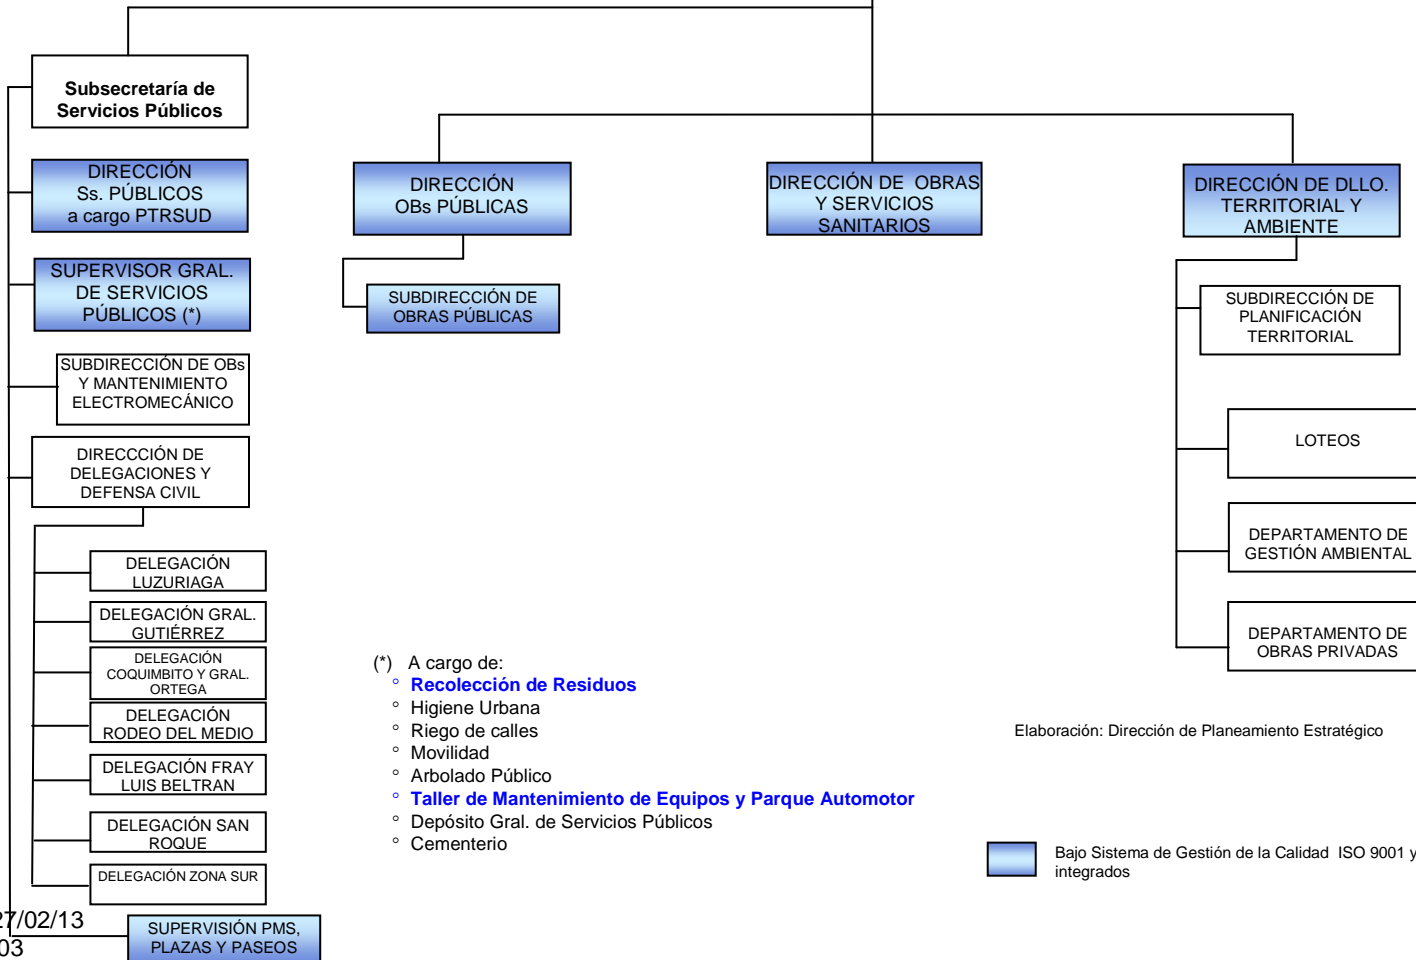 Subsecretaría de
Servicios Públicos
DIRECCIÓN
Ss. PÚBLICOS
a cargo PTRSUD
SUPERVISOR GRAL.
DE SERVICIOS
PÚBLICOS (*)
SUBDIRECCIÓN DE OBs
Y MANTENIMIENTO
ELECTROMECÁNICO
DIRECCCIÓN DE
DELEGACIONES Y
DEFENSA CIVIL
DELEGACIÓN
LUZURIAGA
DELEGACIÓN GRAL.
GUTIÉRREZ
DELEGACIÓN
COQUIMBITO Y GRAL.
ORTEGA
DELEGACIÓN
RODEO DEL MEDIO
DELEGACIÓN FRAY
LUIS BELTRAN
DELEGACIÓN SAN
ROQUE
DELEGACIÓN ZONA SUR
SUPERVISIÓN PMS,
PLAZAS Y PASEOS
27/02/13
03
DIRECCIÓN
OBs PÚBLICAS
SUBDIRECCIÓN DE
OBRAS PÚBLICAS
DIRECCIÓN DE  OBRAS
Y SERVICIOS
SANITARIOS
DIRECCIÓN DE DLLO.
TERRITORIAL Y
AMBIENTE
SUBDIRECCIÓN DE
PLANIFICACIÓN
TERRITORIAL
LOTEOS
DEPARTAMENTO DE
GESTIÓN AMBIENTAL
DEPARTAMENTO DE
OBRAS PRIVADAS
(*)   A cargo de:
° Recolección de Residuos
° Higiene Urbana
° Riego de calles
° Movilidad
° Arbolado Público
° Taller de Mantenimiento de Equipos y Parque Automotor
° Depósito Gral. de Servicios Públicos
° Cementerio
Elaboración: Dirección de Planeamiento Estratégico
Bajo Sistema de Gestión de la Calidad  ISO 9001 y
integrados